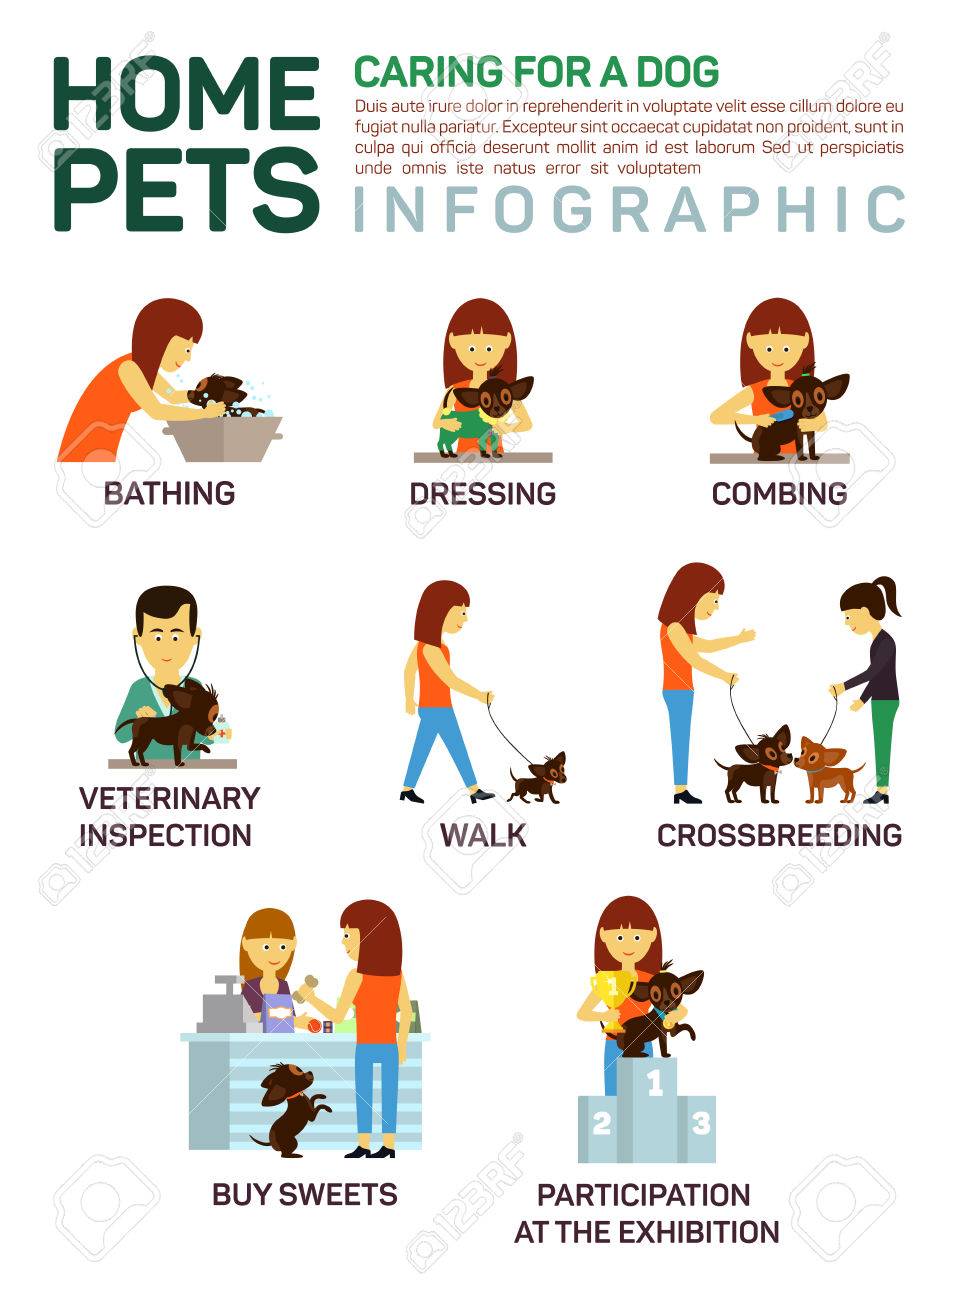 HOME
PETS
CARING FOR A DOG
Duis aute irure dolor in reprehenderit in voluptate velit esse cillum dolore eu
fugiat nulla pariatur. Excepteur sint occaecat cupidatat non proident, sunt in
culpa qui officia deserunt mollit anim id est laborum Sed ut perspiciatis
unde omnis iste natus error sit voluptatem
INFOGRAPHIC
BATHING
DRESSING
COMBING
VETERINARY
INSPECTION
WALK
CROSSBREEDING
BUY SWEETS
1
1
2
3
PARTICIPATION
AT THE EXHIBITION
123RF